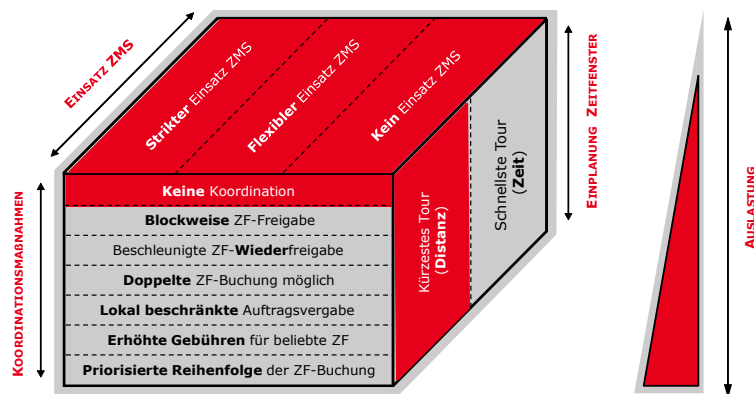 EINSATZ ZMS
Strikter Einsatz ZMS
Flexibler Einsatz ZMS
Kein Einsatz ZMS
KOORDINATIONSMAßNAHMEN
Keine Koordination
Blockweise ZF-Freigabe
Beschleunigte ZF-Wiederfreigabe
Doppelte ZF-Buchung möglich
Lokal beschränkte Auftragsvergabe
Erhöhte Gebühren für beliebte ZF
Priorisierte Reihenfolge der ZF-Buchung
Kürzestes Tour
(Distanz)
Schnellste Tour
(Zeit)
EINPLANUNG ZEITFENSTER
AUSLASTUNG